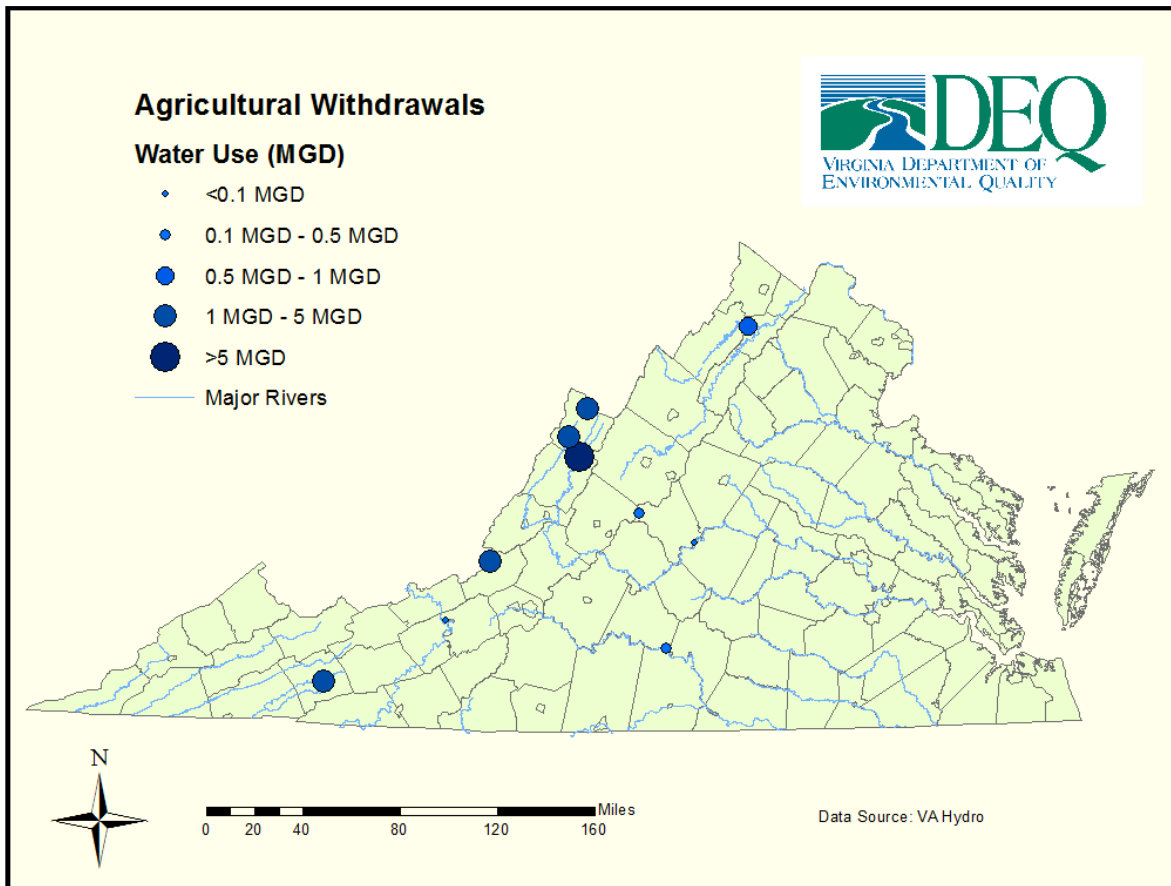 Agricultural Withdrawals
Water Use (MGD)
<0.1 MGD
0.1 MGD - 0.5 MGD
0.5 MGD - 1 MGD
1 MGD - 5 MGD
>5 MGD
Major Rivers
DEQ
VIRGINIA DEPARTMENT OF
ENVIRONMENTAL QUALITY
N
Miles
0 20 40 80 120 160
Data Source: VA Hydro